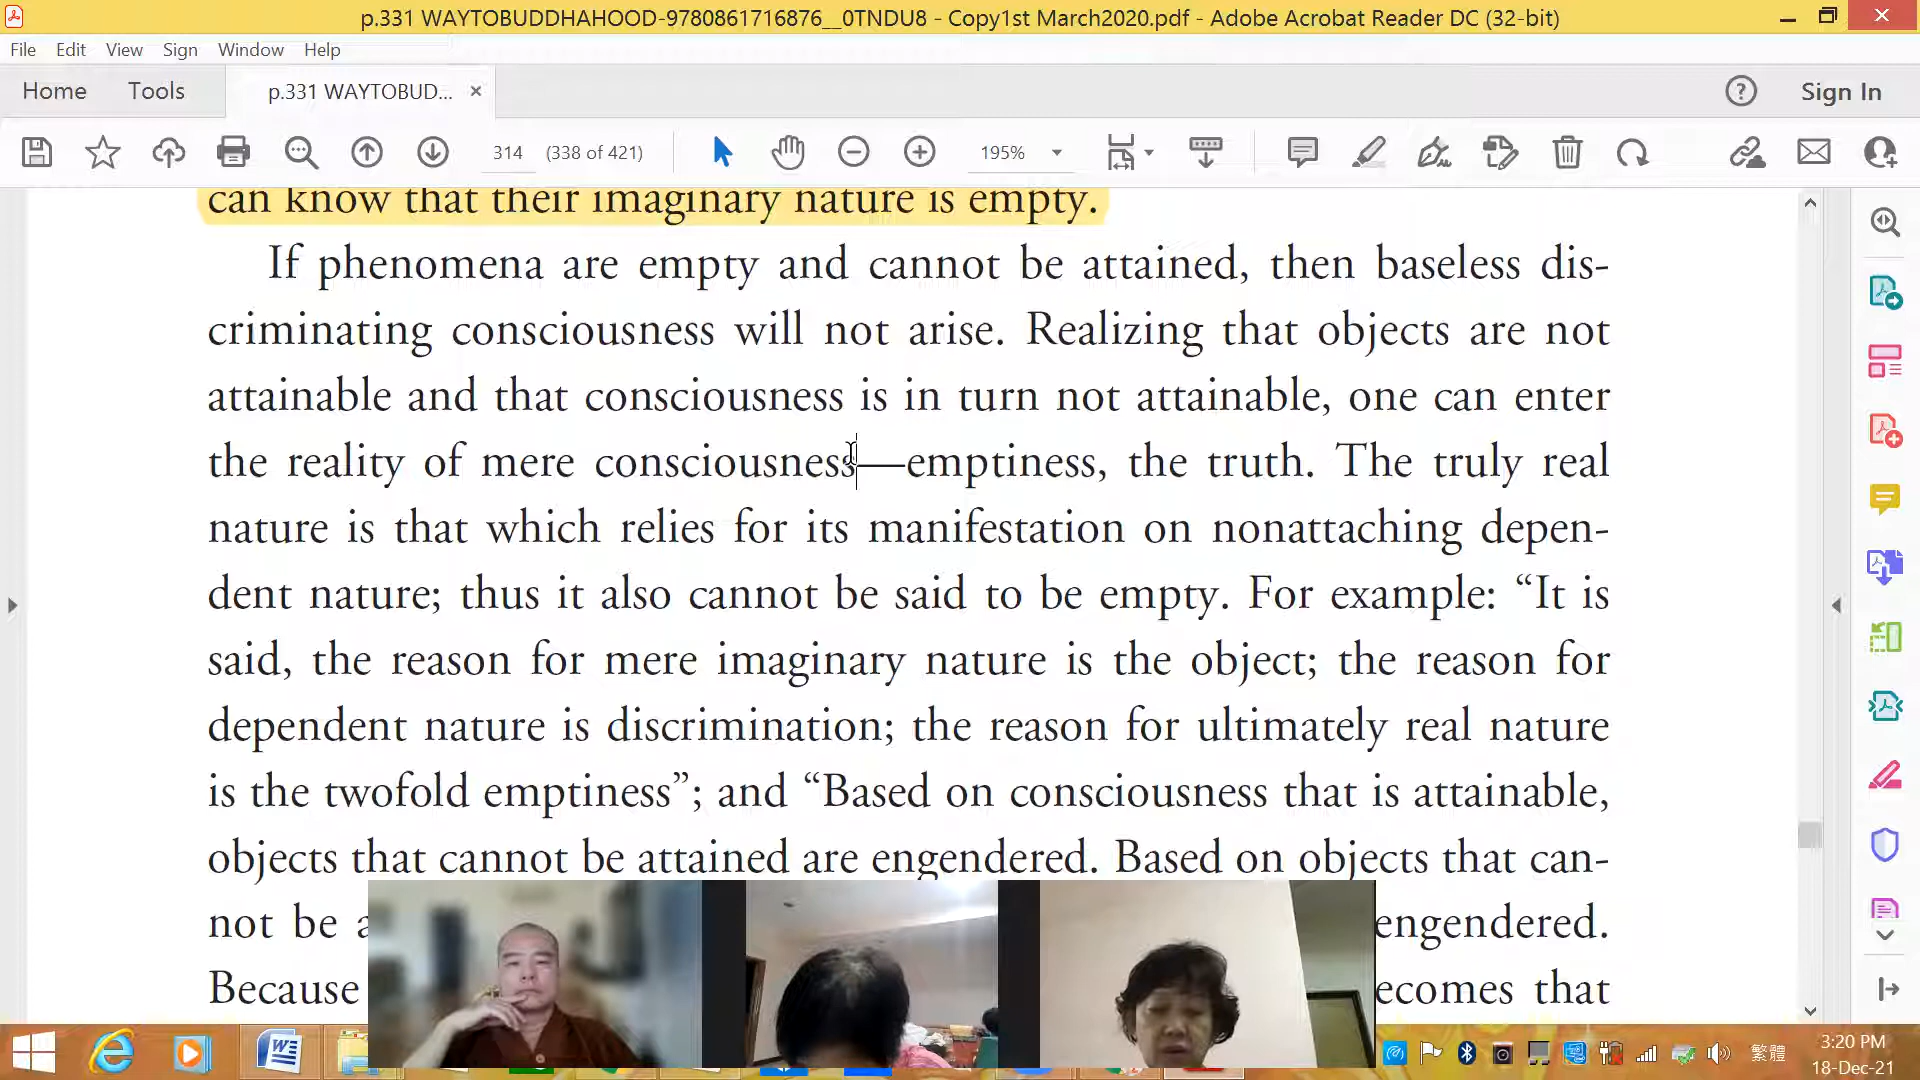 p.331 WAYTOBUDDHAHOOD-9780861716876__0TNDU8 - Copy1st March2020.pdf - Adobe Acrobat Reader DC (32-bit)
File Edit View Sign Window Help
Home Tools p.331 WAYTOBUD... × Sign In
314 (338 of 421) 195%
can know that their imaginary nature is empty.
If phenomena are empty and cannot be attained, then baseless dis-
criminating consciousness will not arise. Realizing that objects are not
attainable and that consciousness is in turn not attainable, one can enter
the reality of mere consciousness—emptiness, the truth. The truly real
nature is that which relies for its manifestation on nonattaching depen-
dent nature; thus it also cannot be said to be empty. For example: “It is
said, the reason for mere imaginary nature is the object; the reason for
dependent nature is discrimination; the reason for ultimately real nature
is the twofold emptiness”; and “Based on consciousness that is attainable,
objects that cannot be attained are engendered. Based on objects that can-
not be a engendered.
Because ecomes that
繁體
3:20 PM
18-Dec-21